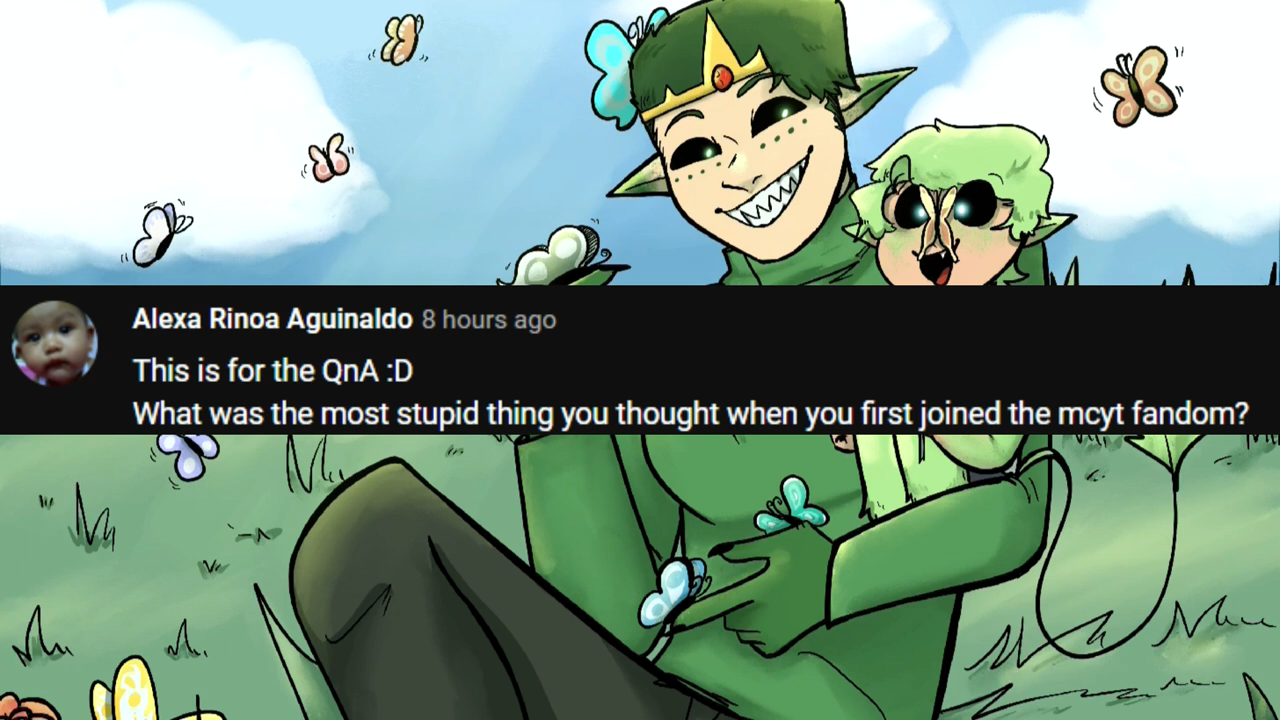 Alexa Rinoa Aguinaldo 8 hours ago
This is for the QnA :D
What was the most stupid thing you thought when you first joined the mcyt fandom?